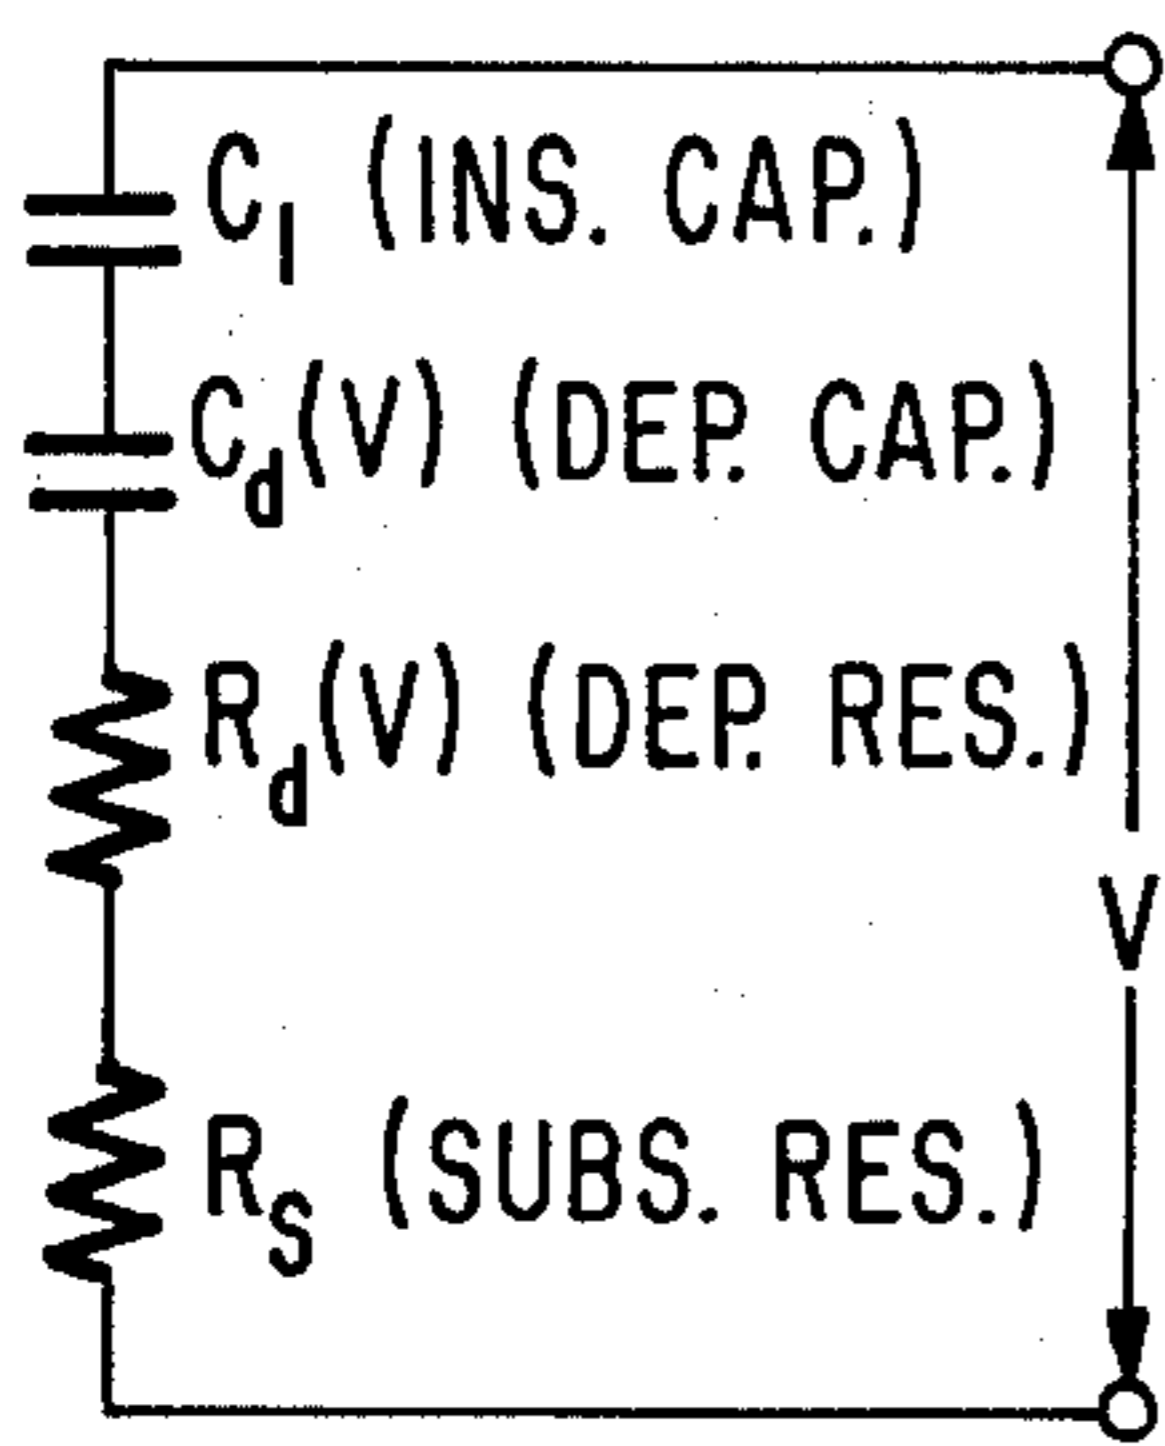 C_I (INS. CAP.)
C_d(V) (DEP. CAP.)
R_d(V) (DEP. RES.)
V
R_S (SUBS. RES.)